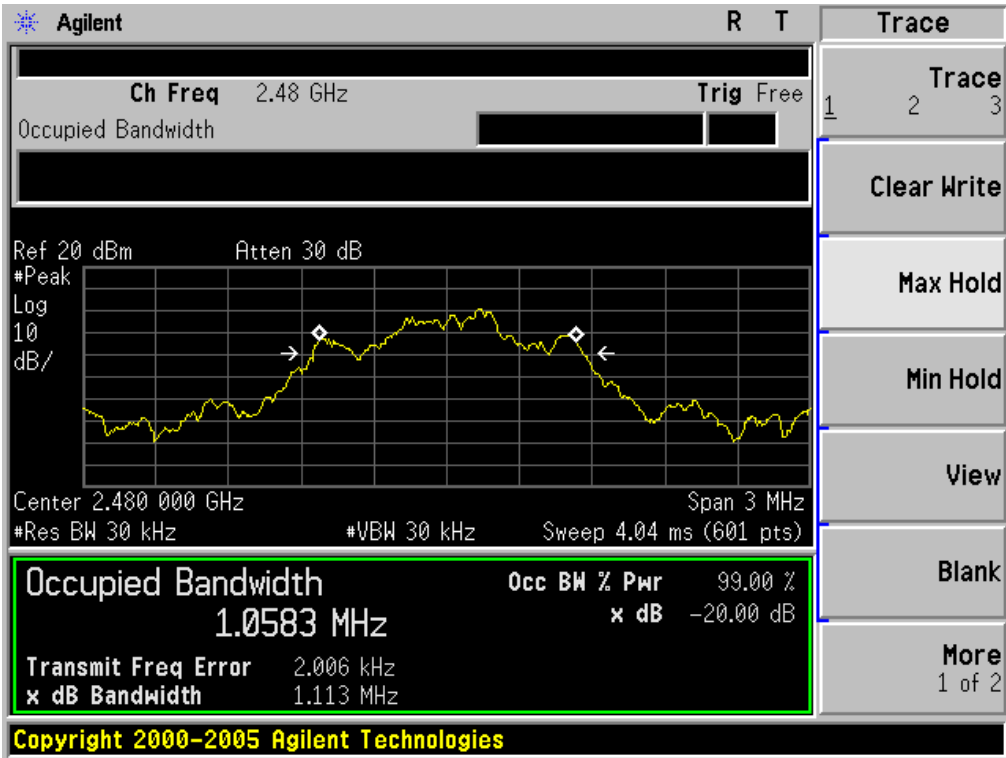 Agilent R T Trace
Ch Freq 2.48 GHz Trig Free
Occupied Bandwidth
Trace
1 2 3
Clear Write
Max Hold
Min Hold
View
Blank
More
1 of 2
Ref 20 dBm Atten 30 dB
#Peak
Log
10
dB/
Center 2.480 000 GHz Span 3 MHz
#Res BW 30 kHz #VBW 30 kHz Sweep 4.04 ms (601 pts)
Occupied Bandwidth Occ BW % Pwr 99.00 %
1.0583 MHz x dB -20.00 dB
Transmit Freq Error 2.006 kHz
x dB Bandwidth 1.113 MHz
Copyright 2000-2005 Agilent Technologies